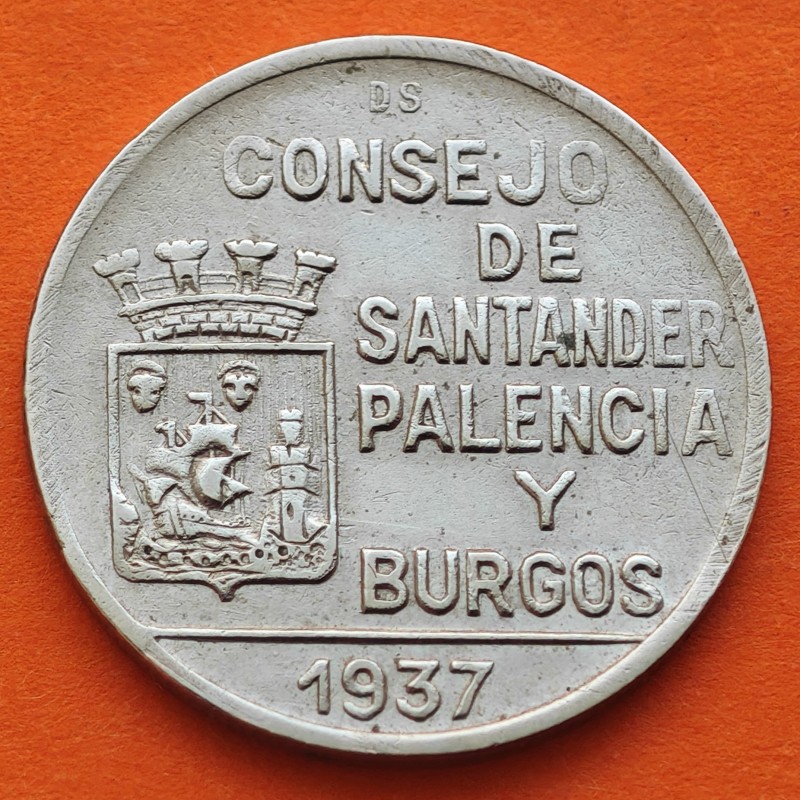 DS
CONSEJO
DE
SANTANDER
PALENCIA
Y
BURGOS
1937